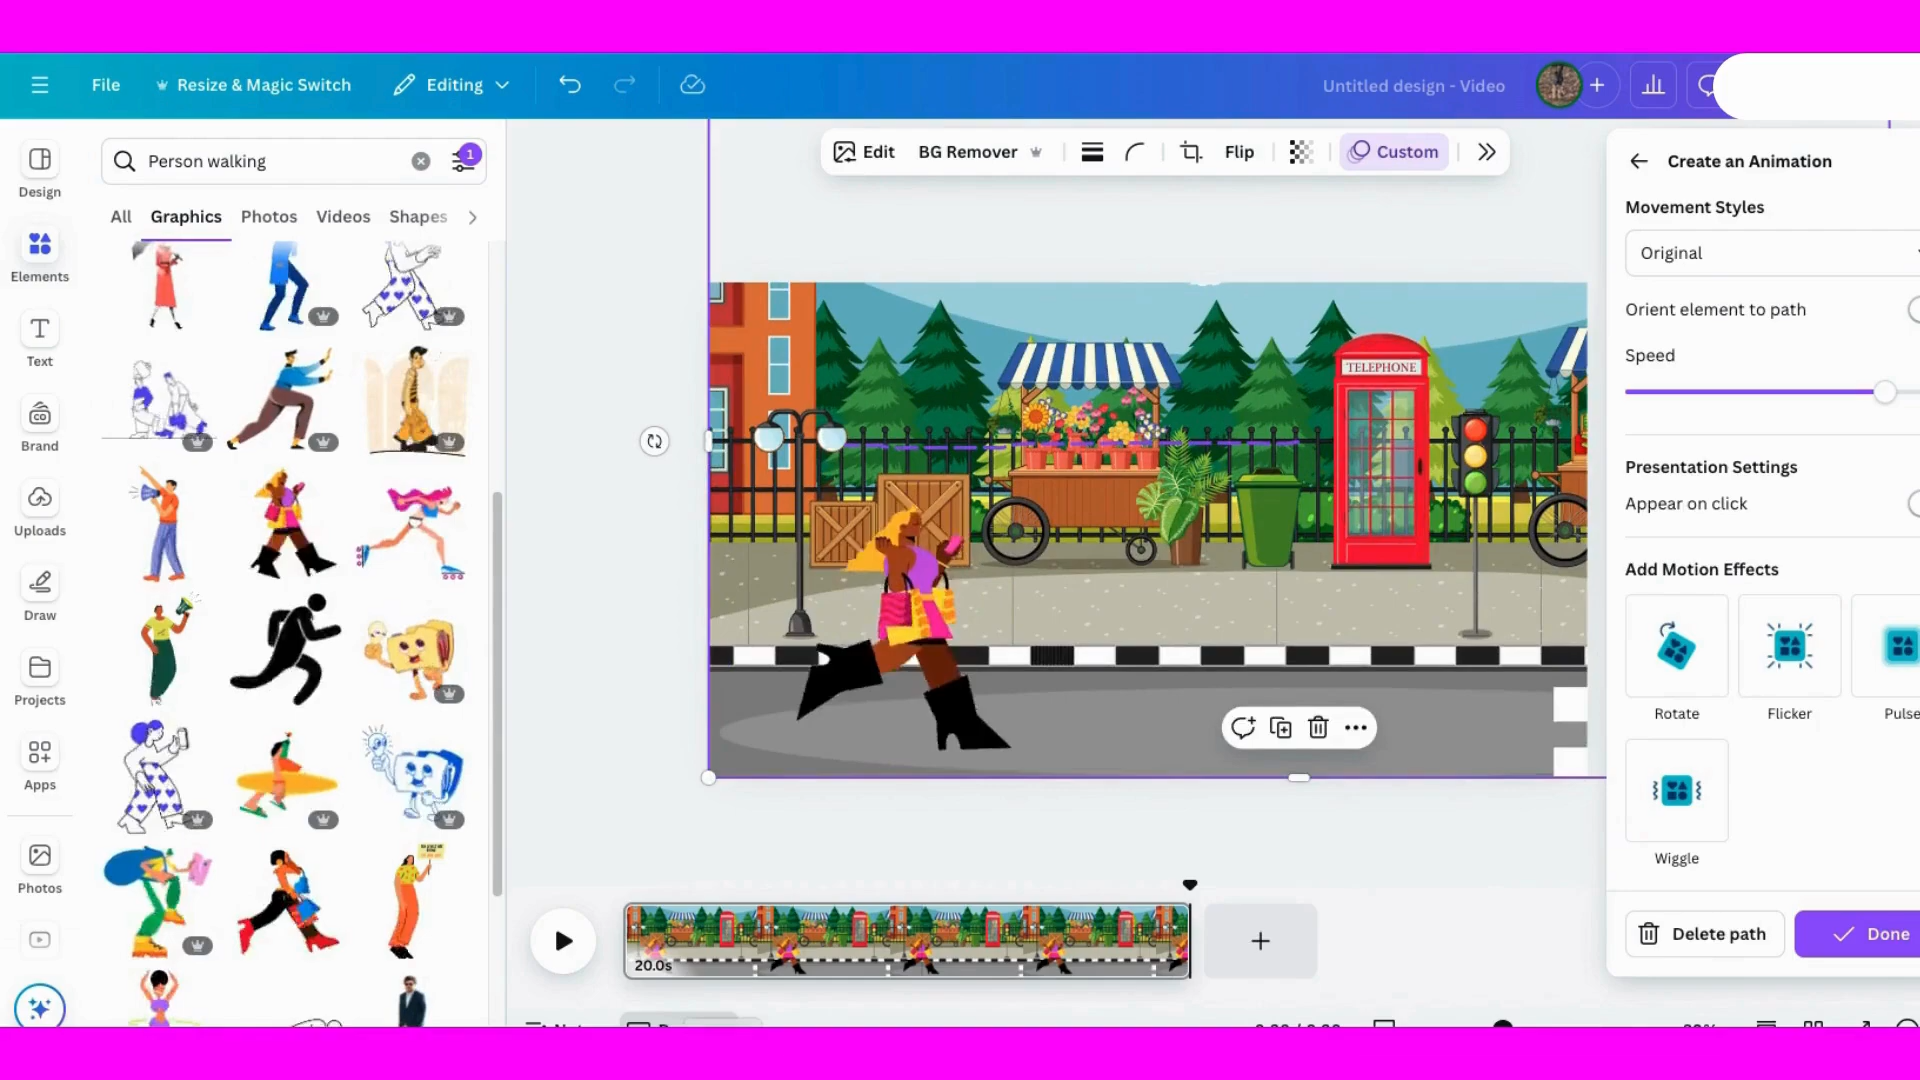 File
Resize & Magic Switch
Editing
Untitled design - Video
Design
Elements
Text
Brand
Uploads
Draw
Projects
Apps
Photos
Person walking
1
All Graphics Photos Videos Shapes
Edit BG Remover Flip Custom
TELEPHONE
20.0s
Create an Animation
Movement Styles
Original
Orient element to path
Speed
Presentation Settings
Appear on click
Add Motion Effects
Rotate Flicker Pulse
Wiggle
Delete path
Done